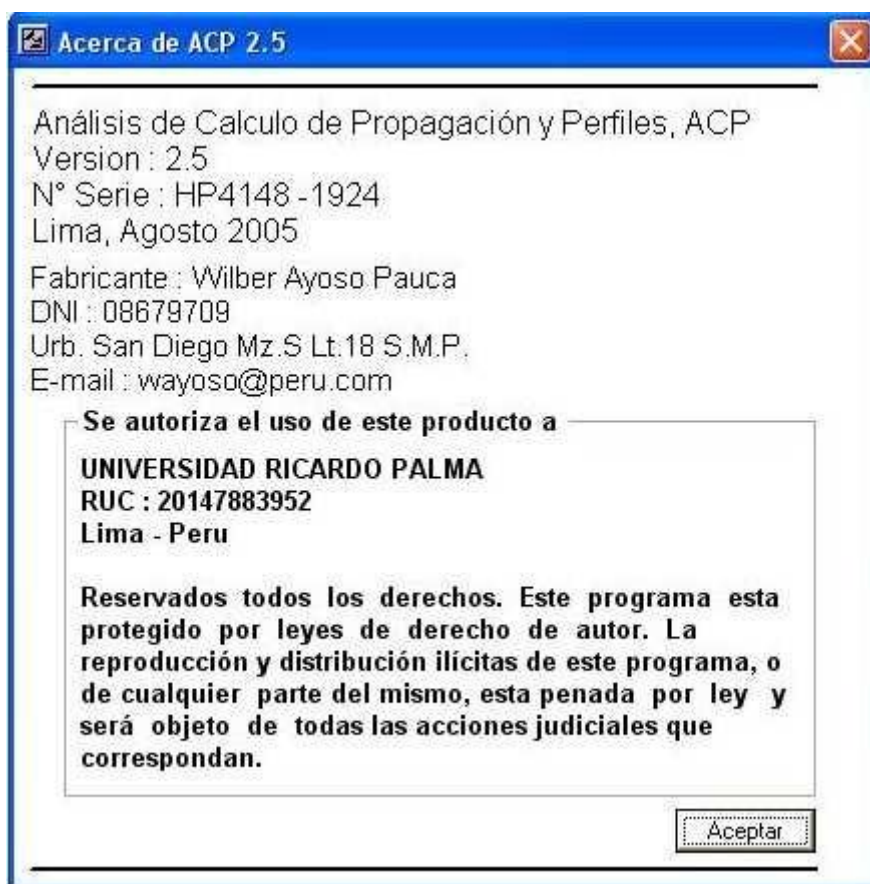 Acerca de ACP 2.5
Análisis de Calculo de Propagación y Perfiles, ACP
Version : 2.5
N° Serie : HP4148 -1924
Lima, Agosto 2005
Fabricante : Wilber Ayoso Pauca
DNI : 08679709
Urb. San Diego Mz.S Lt.18 S.M.P.
E-mail : wayoso@peru.com
Se autoriza el uso de este producto a
UNIVERSIDAD RICARDO PALMA
RUC : 20147883952
Lima - Peru
Reservados todos los derechos. Este programa esta
protegido por leyes de derecho de autor. La
reproducción y distribución ilícitas de este programa, o
de cualquier parte del mismo, esta penada por ley y
será objeto de todas las acciones judiciales que
correspondan.
Aceptar